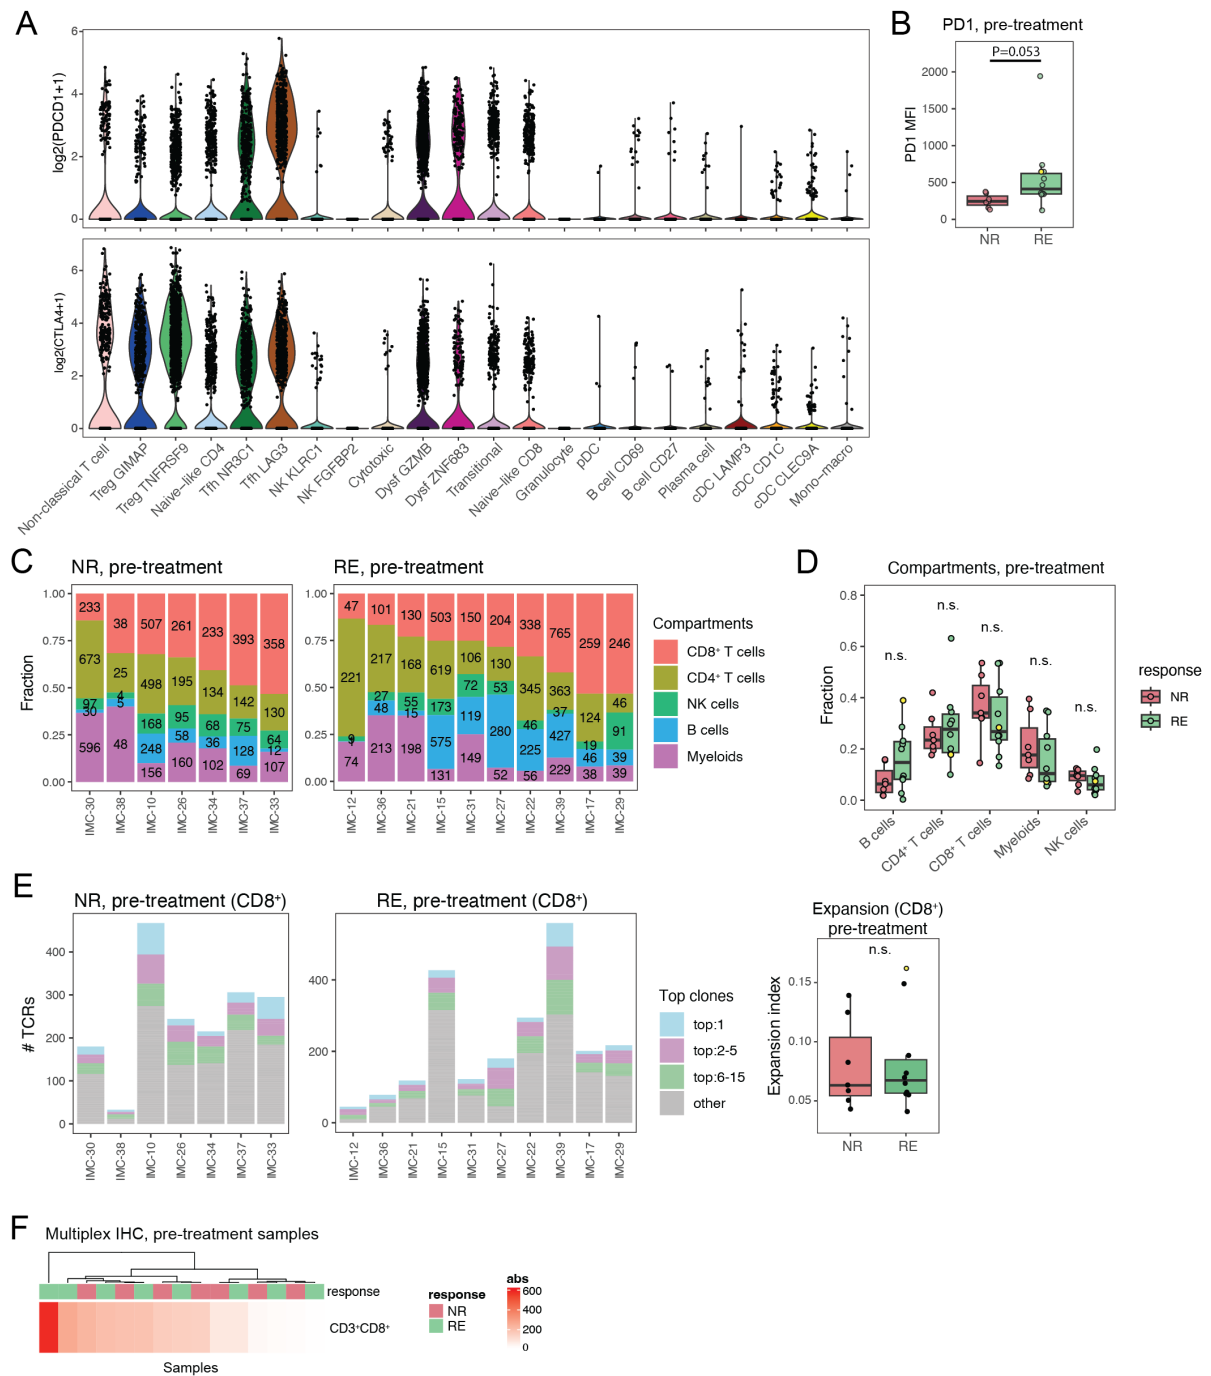 A
6
4
2
0
log2(PDCD1+1)
6
4
2
0
log2(CTLA4+1)
Non-classical T cell
Treg GIMAP
Treg TNFRSF9
Naive-like CD4
Tfh NR3C1
Tfh LAG3
NK KLRC1
NK FGFBP2
Cytotoxic
Dysf GZMB
Dysf ZNF683
Transitional
Naive-like CD8
Granulocyte
pDC
B cell CD69
B cell CD27
Plasma cell
cDC LAMP3
cDC CD1C
cDC CLEC9A
Mono-macro
B
PD1, pre-treatment
P=0.053
2000
1500
1000
500
0
PD1 MFI
NR RE
C
NR, pre-treatment
1.00
0.75
0.50
0.25
0.00
Fraction
233 673 97 30 596
38 25 4 5 48
507 498 168 248 156
261 195 95 58 160
233 134 68 36 102
393 142 75 128 69
358 130 64 12 107
IMC-30 IMC-38 IMC-10 IMC-26 IMC-34 IMC-37 IMC-33
RE, pre-treatment
1.00
0.75
0.50
0.25
0.00
47 221 9 74
101 217 27 48 213
130 168 55 15 198
503 619 173 575 131
150 106 72 119 149
204 130 53 280 52
338 345 46 225 56
765 363 37 427 229
259 124 19 46 38
246 46 91 39 39
IMC-12 IMC-36 IMC-21 IMC-15 IMC-31 IMC-27 IMC-22 IMC-39 IMC-17 IMC-29
Compartments
CD8⁺ T cells
CD4⁺ T cells
NK cells
B cells
Myeloids
D
Compartments, pre-treatment
0.8
0.6
0.4
0.2
0.0
Fraction
n.s.
n.s.
n.s.
n.s.
n.s.
B cells
CD4⁺ T cells
CD8⁺ T cells
Myeloids
NK cells
response
NR
RE
E
NR, pre-treatment (CD8⁺)
400
300
200
100
0
# TCRs
IMC-30 IMC-38 IMC-10 IMC-26 IMC-34 IMC-37 IMC-33
RE, pre-treatment (CD8⁺)
400
200
0
IMC-12 IMC-36 IMC-21 IMC-15 IMC-31 IMC-27 IMC-22 IMC-39 IMC-17 IMC-29
Top clones
top:1
top:2-5
top:6-15
other
Expansion (CD8⁺)
pre-treatment
n.s.
0.15
0.10
0.05
Expansion index
NR RE
F
Multiplex IHC, pre-treatment samples
response
CD3⁺CD8⁺
Samples
response
NR
RE
abs
600
400
200
0